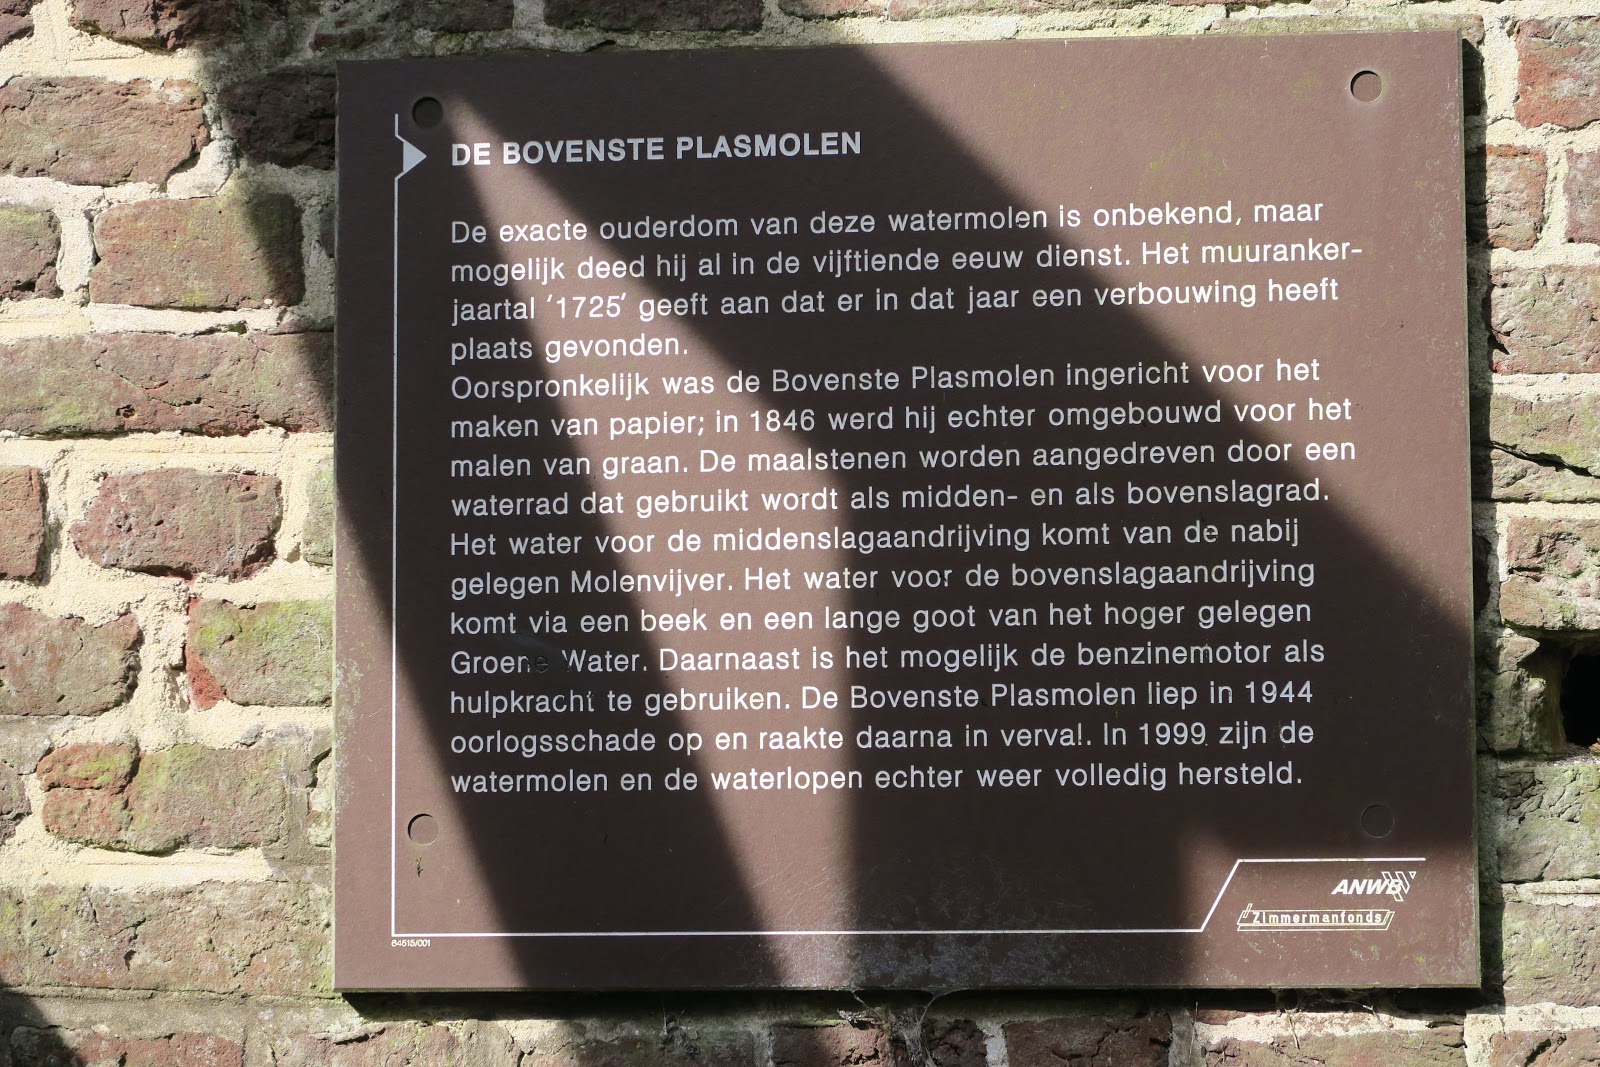 DE BOVENSTE PLASMOLEN
De exacte ouderdom van deze watermolen is onbekend, maar
mogelijk deed hij al in de vijftiende eeuw dienst. Het muuranker-
jaartal '1725' geeft aan dat er in dat jaar een verbouwing heeft
plaats gevonden.
Oorspronkelijk was de Bovenste Plasmolen ingericht voor het
maken van papier; in 1846 werd hij echter omgebouwd voor het
malen van graan. De maalstenen worden aangedreven door een
waterrad dat gebruikt wordt als midden- en als bovenslagrad.
Het water voor de middenslagaandrijving komt van de nabij
gelegen Molenvijver. Het water voor de bovenslagaandrijving
komt via een beek en een lange goot van het hoger gelegen
Groene Water. Daarnaast is het mogelijk de benzinemotor als
hulpkracht te gebruiken. De Bovenste Plasmolen liep in 1944
oorlogsschade op en raakte daarna in verval. In 1999 zijn de
watermolen en de waterlopen echter weer volledig hersteld.
ANWB
Zimmermanfonds
64515/001